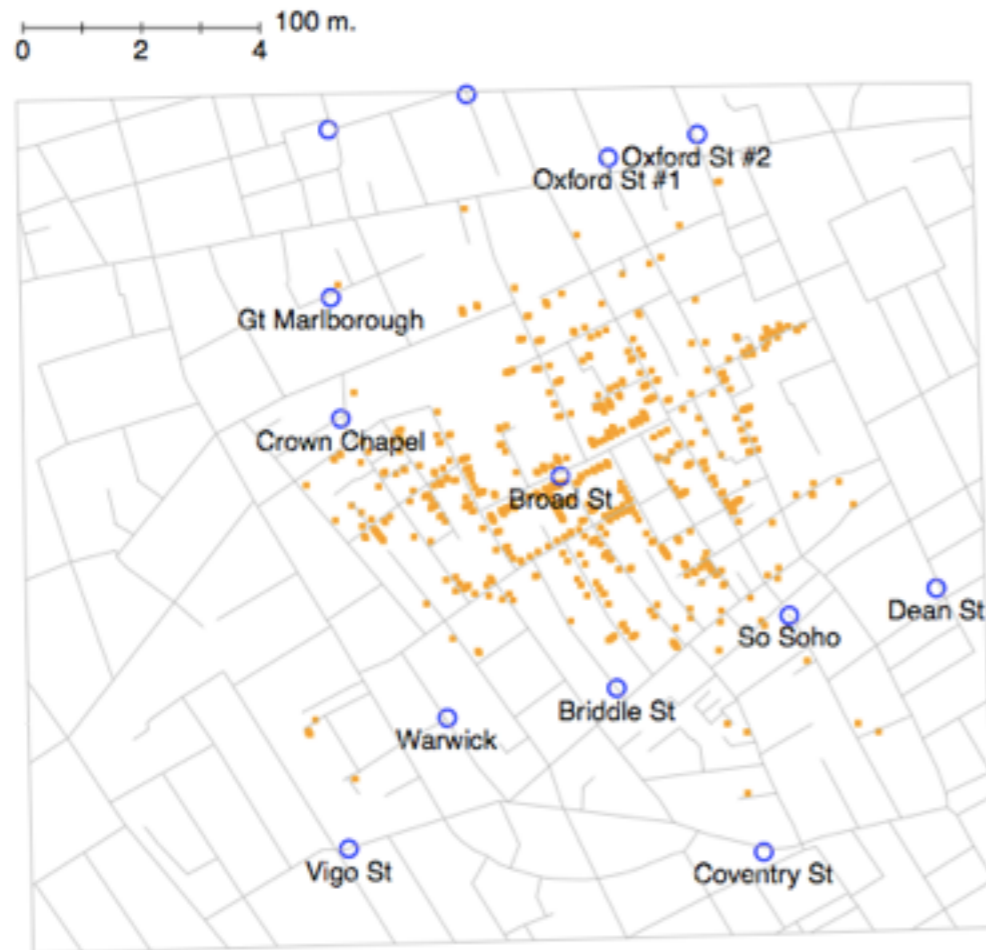 100 m.
0 2 4
Oxford St #2
Oxford St #1
Gt Marlborough
Crown Chapel
Broad St
Dean St
So Soho
Briddle St
Warwick
Vigo St
Coventry St